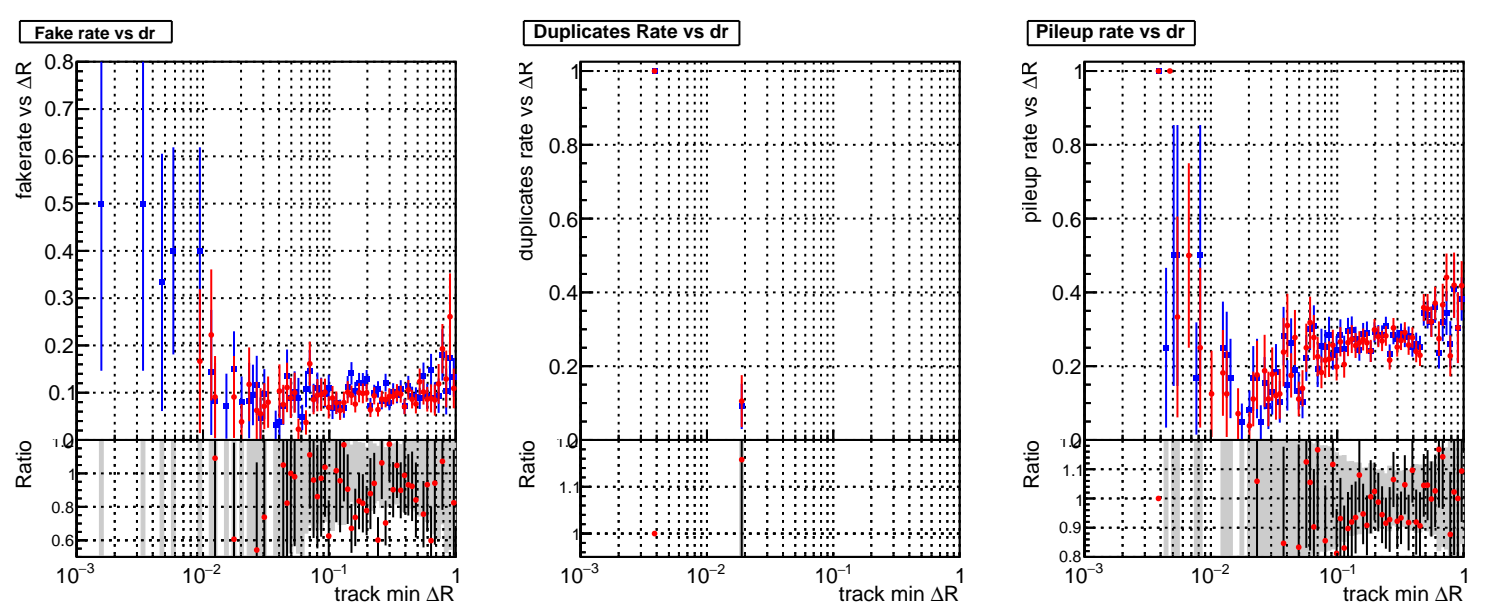 Fake rate vs dr
fakerate vs ΔR
0.8
0.7
0.6
0.5
0.4
0.3
0.2
0.1
0
Ratio
1
0.8
0.6
10⁻³ 10⁻² 10⁻¹ 1
track min ΔR
Duplicates Rate vs dr
duplicates rate vs ΔR
1
0.8
0.6
0.4
0.2
0
Ratio
1.1
1
10⁻³ 10⁻² 10⁻¹ 1
track min ΔR
Pileup rate vs dr
pileup rate vs ΔR
1
0.8
0.6
0.4
0.2
0
Ratio
1.1
1
0.9
0.8
10⁻³ 10⁻² 10⁻¹ 1
track min ΔR